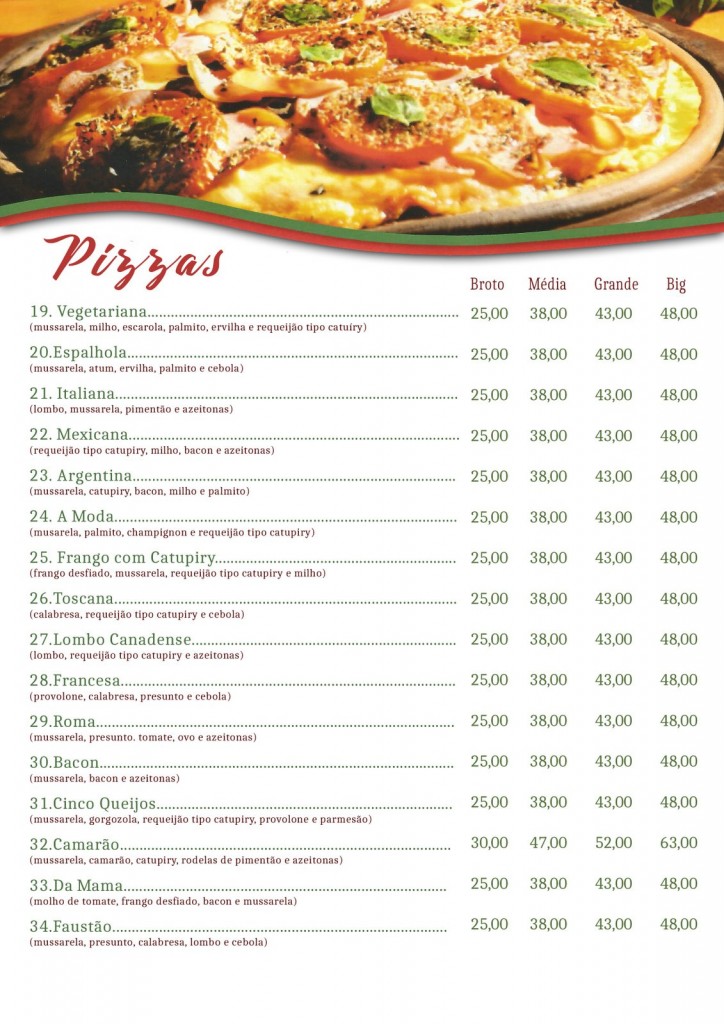 Pizzas
Broto Média Grande Big
19. Vegetariana................................................................ 25,00 38,00 43,00 48,00
(mussarela, milho, escarola, palmito, ervilha e requeijão tipo catuíry)
20.Espalhola.................................................................... 25,00 38,00 43,00 48,00
(mussarela, atum, ervilha, palmito e cebola)
21. Italiana...................................................................... 25,00 38,00 43,00 48,00
(lombo, mussarela, pimentão e azeitonas)
22. Mexicana.................................................................... 25,00 38,00 43,00 48,00
(requeijão tipo catupiry, milho, bacon e azeitonas)
23. Argentina................................................................... 25,00 38,00 43,00 48,00
(mussarela, catupiry, bacon, milho e palmito)
24. A Moda...................................................................... 25,00 38,00 43,00 48,00
(musarela, palmito, champignon e requeijão tipo catupiry)
25. Frango com Catupiry.................................................. 25,00 38,00 43,00 48,00
(frango desfiado, mussarela, requeijão tipo catupiry e milho)
26.Toscana...................................................................... 25,00 38,00 43,00 48,00
(calabresa, requeijão tipo catupiry e cebola)
27.Lombo Canadense...................................................... 25,00 38,00 43,00 48,00
(lombo, requeijão tipo catupiry e azeitonas)
28.Francesa..................................................................... 25,00 38,00 43,00 48,00
(provolone, calabresa, presunto e cebola)
29.Roma.......................................................................... 25,00 38,00 43,00 48,00
(mussarela, presunto. tomate, ovo e azeitonas)
30.Bacon......................................................................... 25,00 38,00 43,00 48,00
(mussarela, bacon e azeitonas)
31.Cinco Queijos............................................................. 25,00 38,00 43,00 48,00
(mussarela, gorgozola, requeijão tipo catupiry, provolone e parmesão)
32.Camarão.................................................................... 30,00 47,00 52,00 63,00
(mussarela, camarão, catupiry, rodelas de pimentão e azeitonas)
33.Da Mama................................................................... 25,00 38,00 43,00 48,00
(molho de tomate, frango desfiado, bacon e mussarela)
34.Faustão..................................................................... 25,00 38,00 43,00 48,00
(mussarela, presunto, calabresa, lombo e cebola)